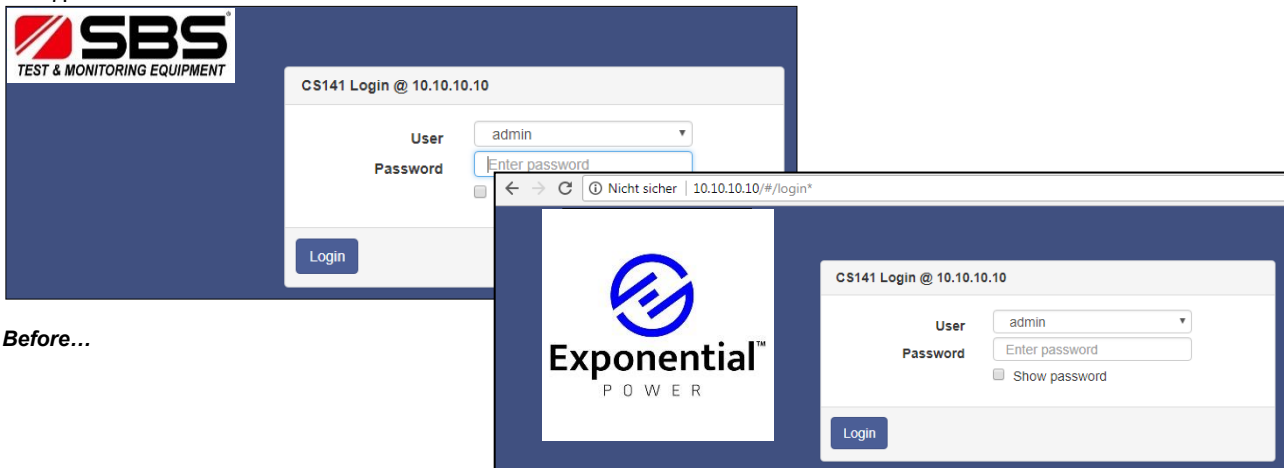 SBS®
TEST & MONITORING EQUIPMENT
CS141 Login @ 10.10.10.10
User admin
Password Enter password
Login
Before…
Nicht sicher | 10.10.10.10/#/login*
Exponential™
POWER
CS141 Login @ 10.10.10.10
User admin
Password Enter password
Show password
Login